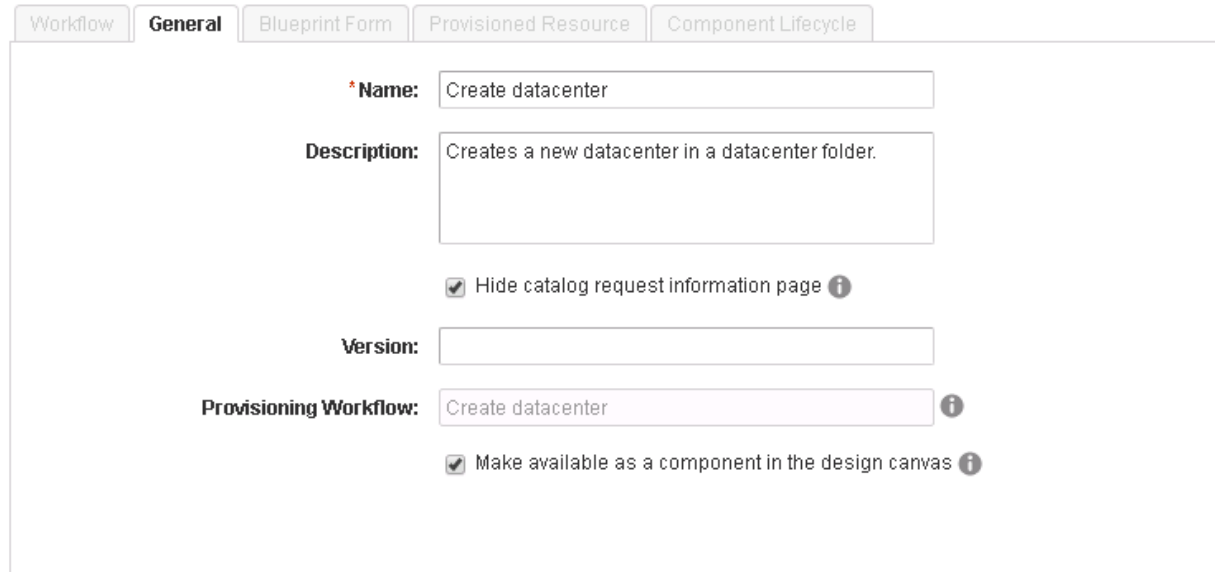 Workflow General Blueprint Form Provisioned Resource Component Lifecycle
*Name: Create datacenter
Description: Creates a new datacenter in a datacenter folder.
Hide catalog request information page
Version:
Provisioning Workflow: Create datacenter
Make available as a component in the design canvas